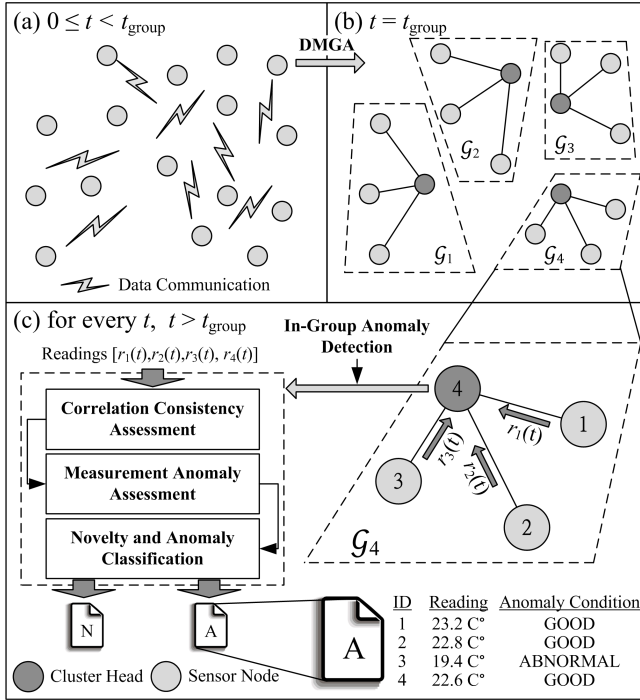 (a) 0 ≤ t < t_group
DMGA
(b) t = t_group
G₁
G₂
G₃
G₄
Data Communication
(c) for every t, t > t_group
Readings [r₁(t),r₂(t),r₃(t), r₄(t)]
Correlation Consistency
Assessment
Measurement Anomaly
Assessment
Novelty and Anomaly
Classification
N
A
In-Group Anomaly
Detection
4
1
3
2
r₁(t)
r₃(t)
r₂(t)
G₄
A
ID Reading Anomaly Condition
1 23.2 C° GOOD
2 22.8 C° GOOD
3 19.4 C° ABNORMAL
4 22.6 C° GOOD
Cluster Head
Sensor Node